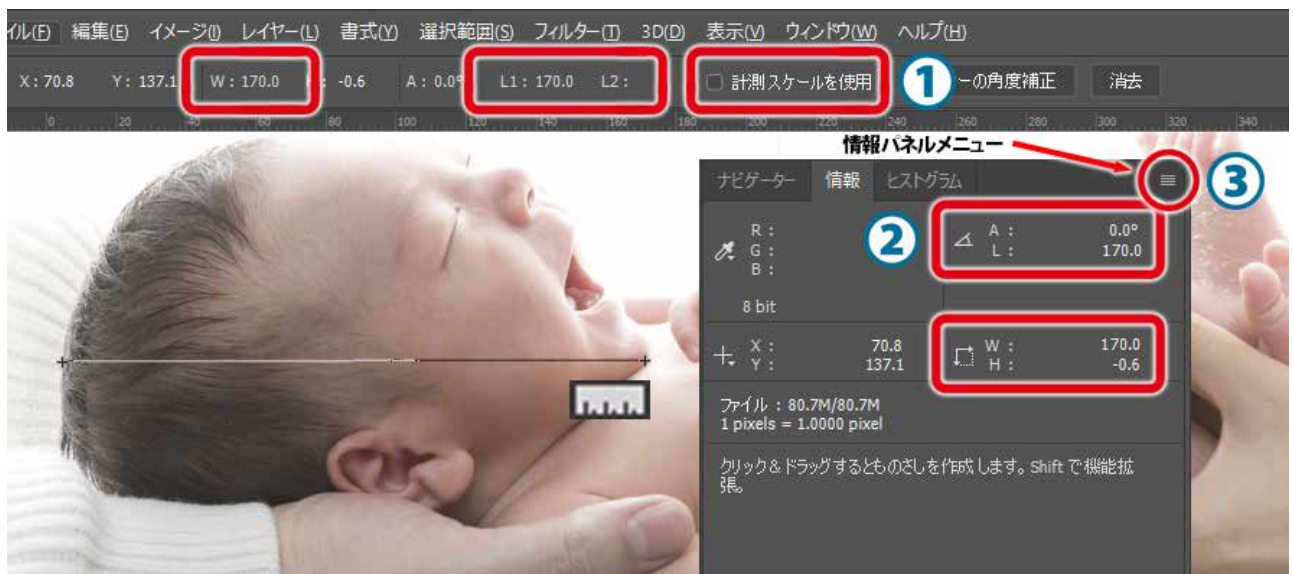 イル(F) 編集(E) イメージ(I) レイヤー(L) 書式(Y) 選択範囲(S) フィルター(T) 3D(D) 表示(V) ウィンドウ(W) ヘルプ(H)
X : 70.8 Y : 137.1 W : 170.0 : -0.6 A : 0.0° L1 : 170.0 L2 : 計測スケールを使用 1 ーの角度補正 消去
0 20 40 60 80 100 120 140 160 180 200 220 240 260 280 300 320 340
情報パネルメニュー
ナビゲーター 情報 ヒストグラム 3
R :
G :
B :
2 A : 0.0°
L : 170.0
8 bit
X : 70.8
Y : 137.1
W : 170.0
H : -0.6
ファイル : 80.7M/80.7M
1 pixels = 1.0000 pixel
クリック&ドラッグするとものさしを作成します。Shift で機能拡
張。